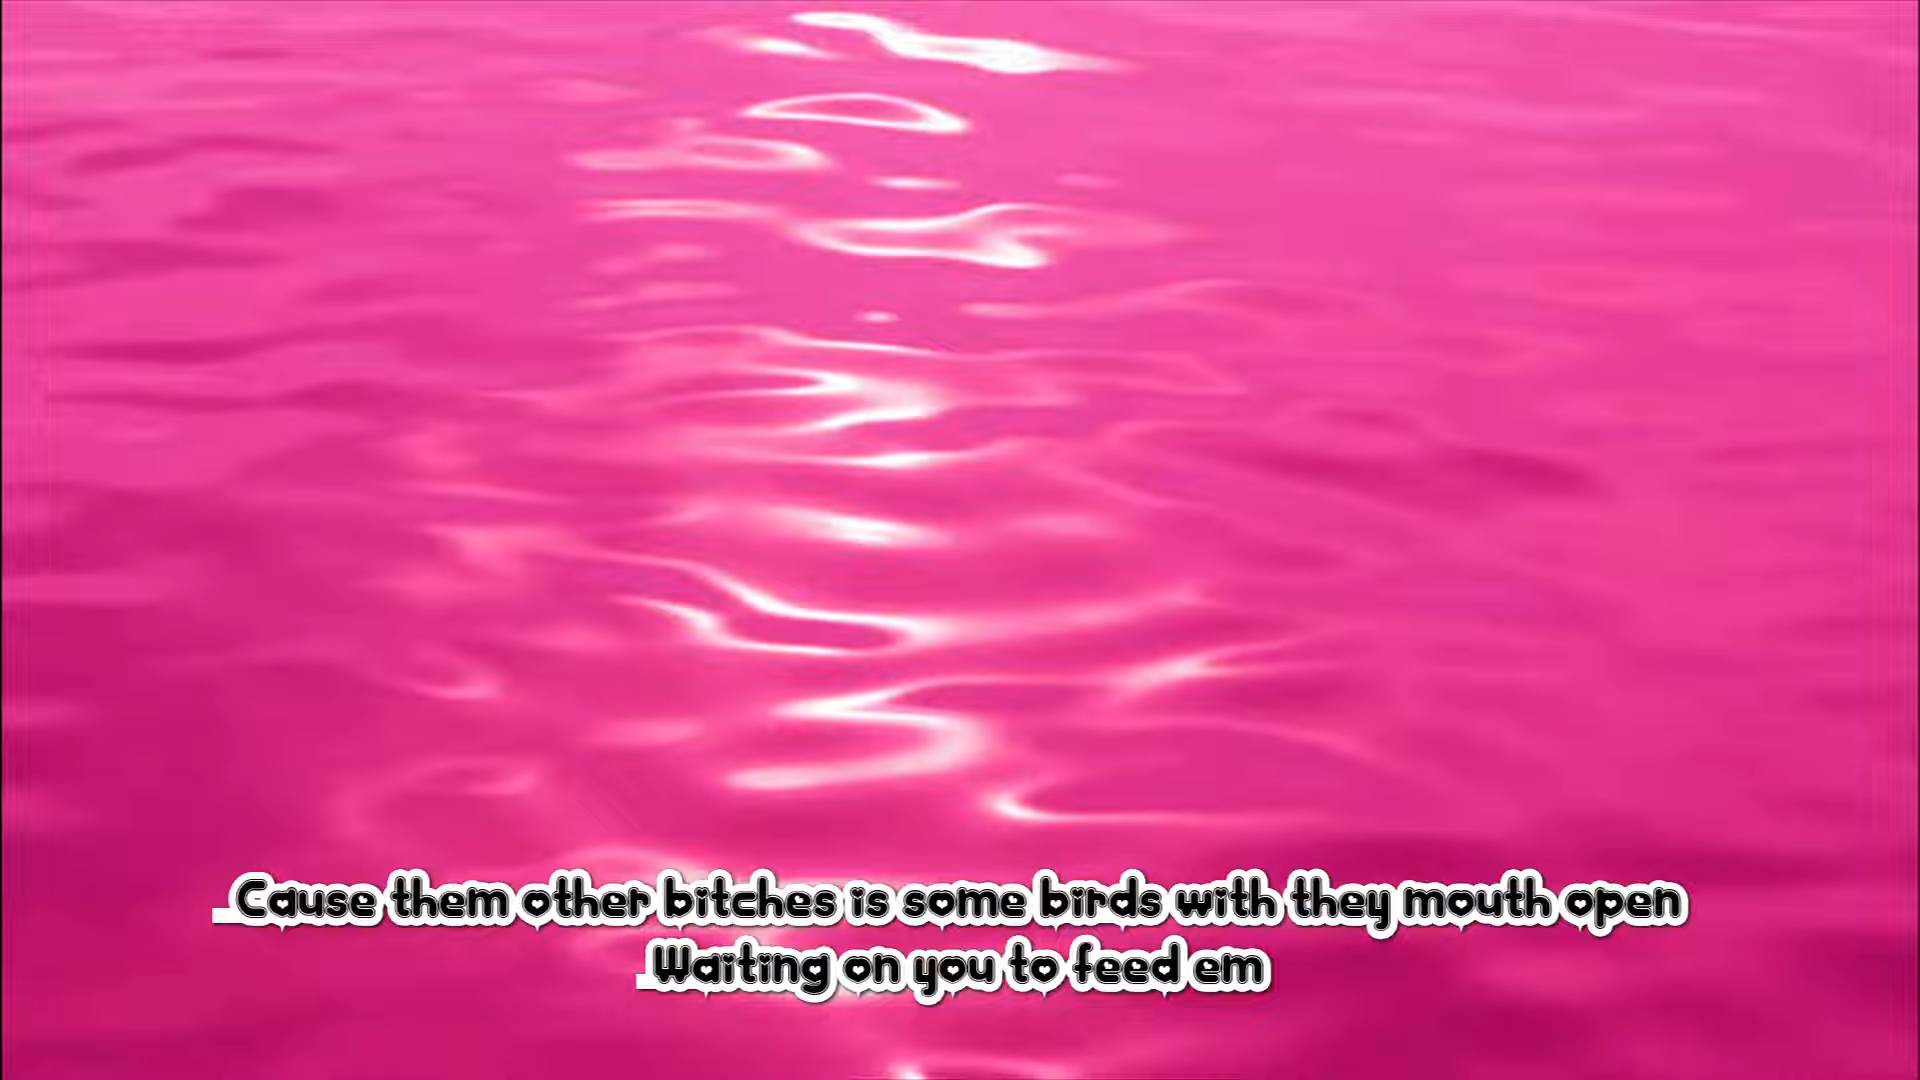 Cause them other bitches is some birds with they mouth open
Waiting on you to feed em